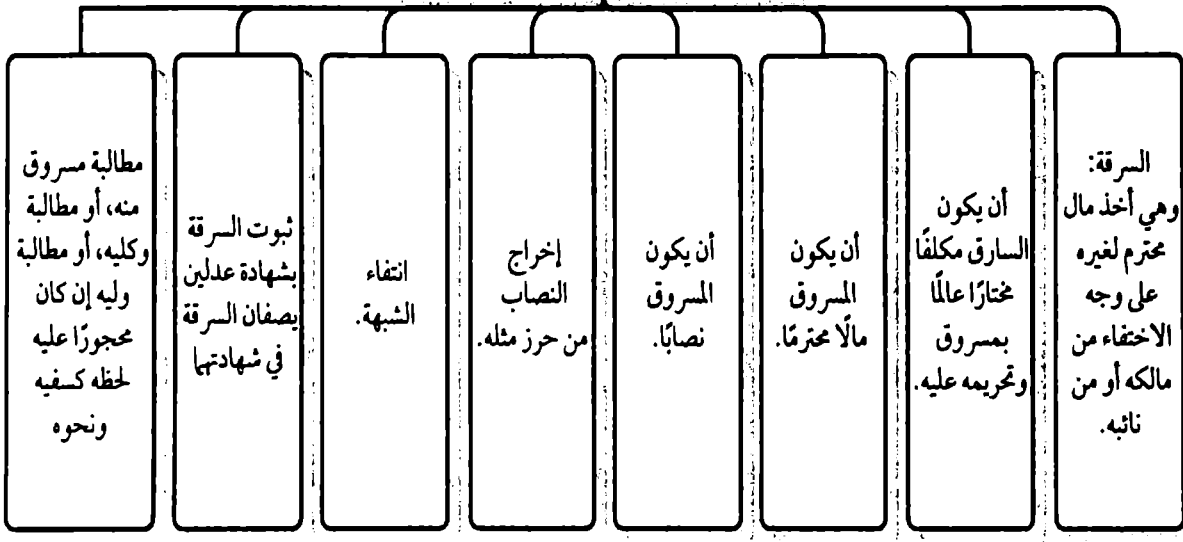 السرقة:
وهي أخذ مال
محترم لغيره
على وجه
الاختفاء من
مالكه أو من
نائبه.
أن يكون
السارق مكلفًا
مختارًا عالمًا
بمسروق
وتحريمه عليه.
أن يكون
المسروق
مالًا محترمًا.
أن يكون
المسروق
نصابًا.
إخراج
النصاب
من حرز مثله.
انتفاء
الشبهة.
ثبوت السرقة
بشهادة عدلين
يصفان السرقة
في شهادتهما
مطالبة مسروق
منه، أو مطالبة
وكليه، أو مطالبة
وليه إن كان
محجورًا عليه
لحظه كسفيه
ونحوه